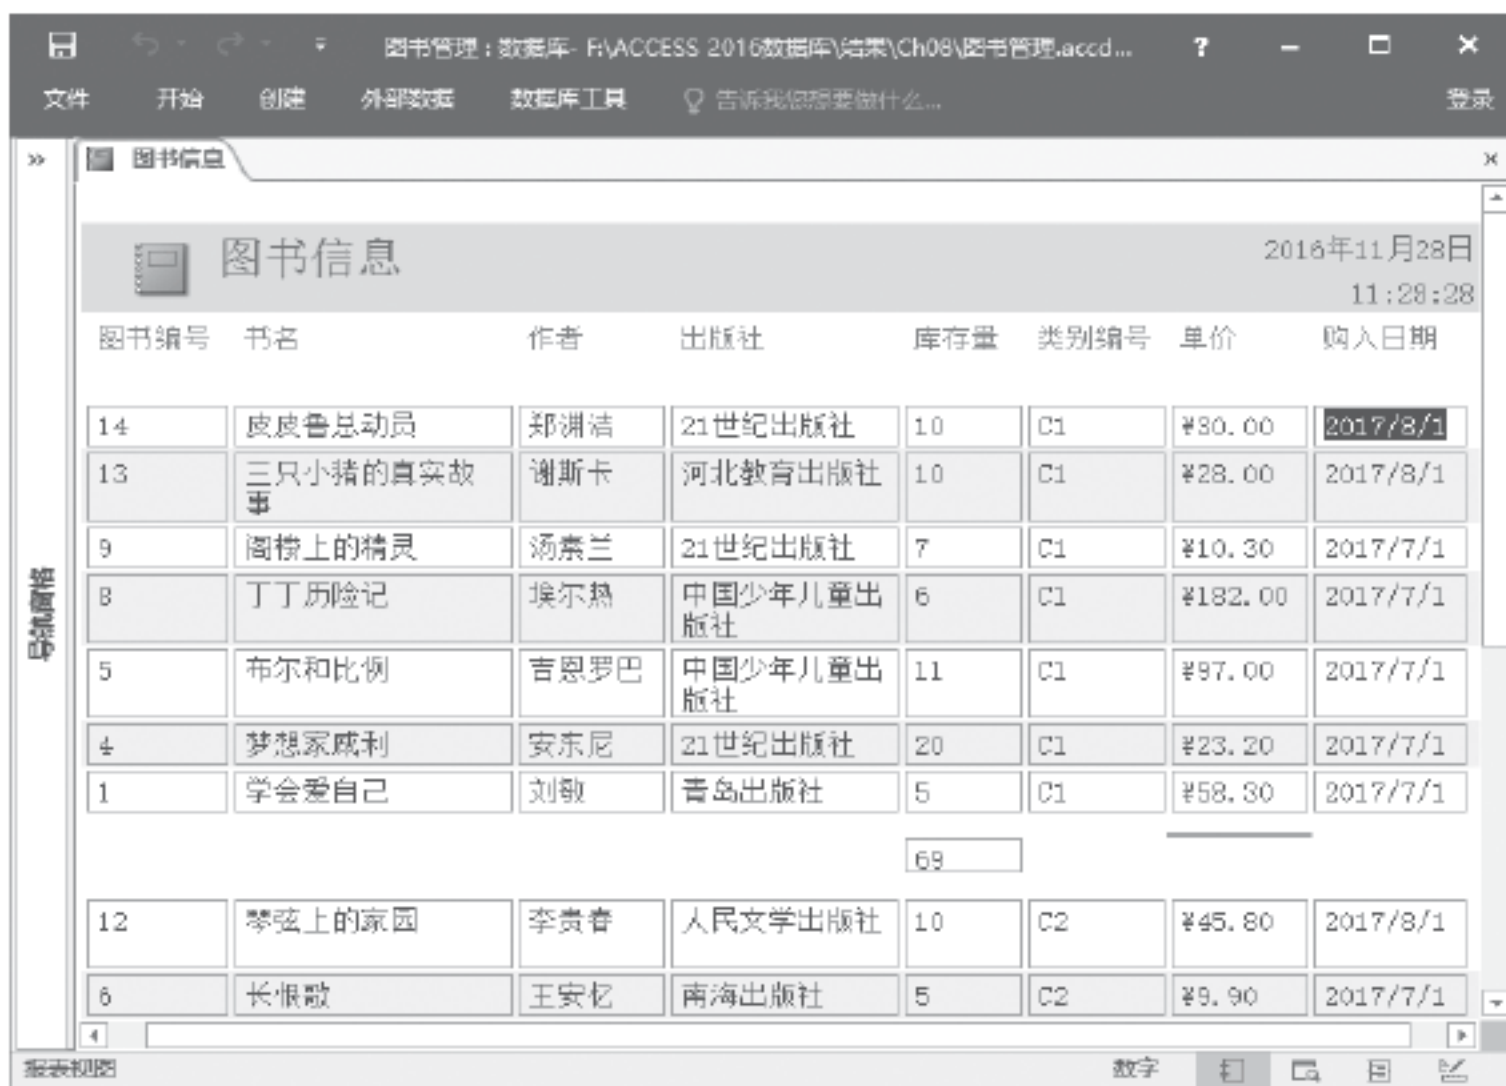 图书管理 : 数据库- F:\ACCESS 2016数据库\结果\Ch08\图书管理.accd... ?
文件 开始 创建 外部数据 数据库工具 告诉我您想要做什么... 登录
» 图书信息
图书信息 2016年11月28日
11:28:28
图书编号 书名 作者 出版社 库存量 类别编号 单价 购入日期
14 皮皮鲁总动员 郑渊洁 21世纪出版社 10 C1 ¥30.00 2017/8/1
13 三只小猪的真实故 谢斯卡 河北教育出版社 10 C1 ¥28.00 2017/8/1
事
9 阁楼上的精灵 汤素兰 21世纪出版社 7 C1 ¥10.30 2017/7/1
8 丁丁历险记 埃尔热 中国少年儿童出 6 C1 ¥182.00 2017/7/1
版社
5 布尔和比例 吉恩罗巴 中国少年儿童出 11 C1 ¥97.00 2017/7/1
版社
4 梦想家威利 安东尼 21世纪出版社 20 C1 ¥23.20 2017/7/1
1 学会爱自己 刘敏 青岛出版社 5 C1 ¥58.30 2017/7/1
69
12 琴弦上的家园 李贵春 人民文学出版社 10 C2 ¥45.80 2017/8/1
6 长恨歌 王安忆 南海出版社 5 C2 ¥9.90 2017/7/1
导航窗格
报表视图 数字